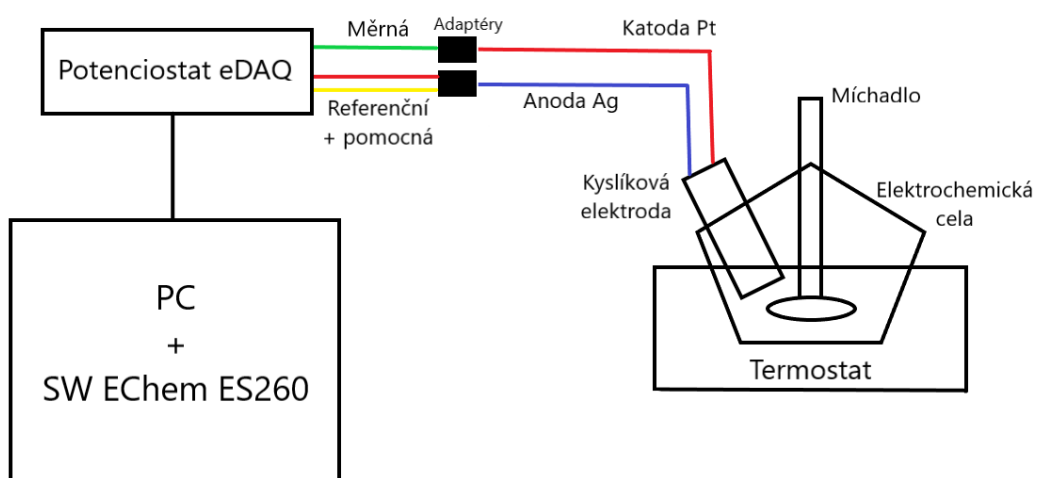 Měrná
Adaptéry
Katoda Pt
Potenciostat eDAQ
Referenční
+ pomocná
Anoda Ag
Míchadlo
Kyslíková
elektroda
Elektrochemická
cela
PC
+
SW EChem ES260
Termostat